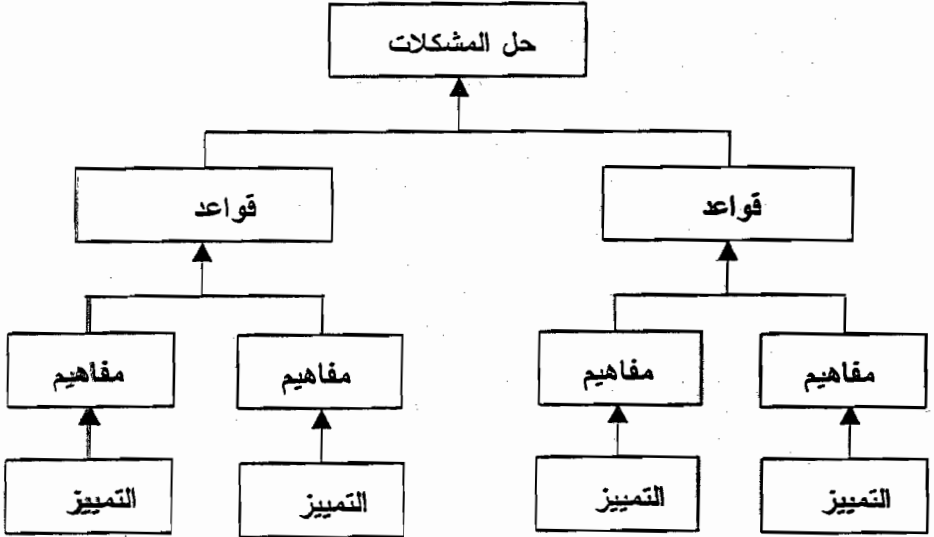 حل المشكلات
قواعد
قواعد
مفاهيم
مفاهيم
مفاهيم
مفاهيم
التمييز
التمييز
التمييز
التمييز